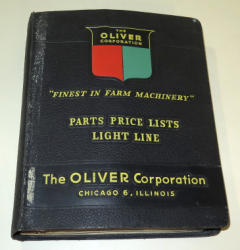 THE
OLIVER
CORPORATION
"FINEST IN FARM MACHINERY"
PARTS PRICE LISTS
LIGHT LINE
The OLIVER Corporation
CHICAGO 6, ILLINOIS